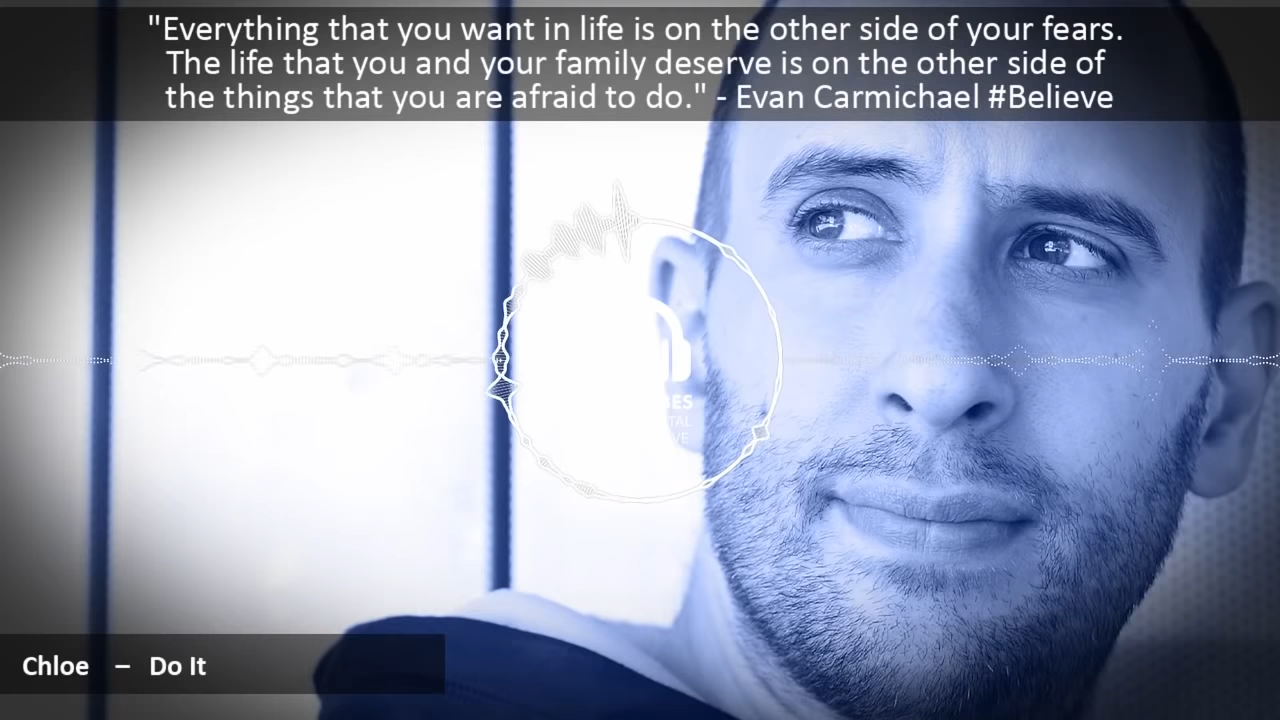 "Everything that you want in life is on the other side of your fears.
The life that you and your family deserve is on the other side of
the things that you are afraid to do." - Evan Carmichael #Believe
Chloe – Do It